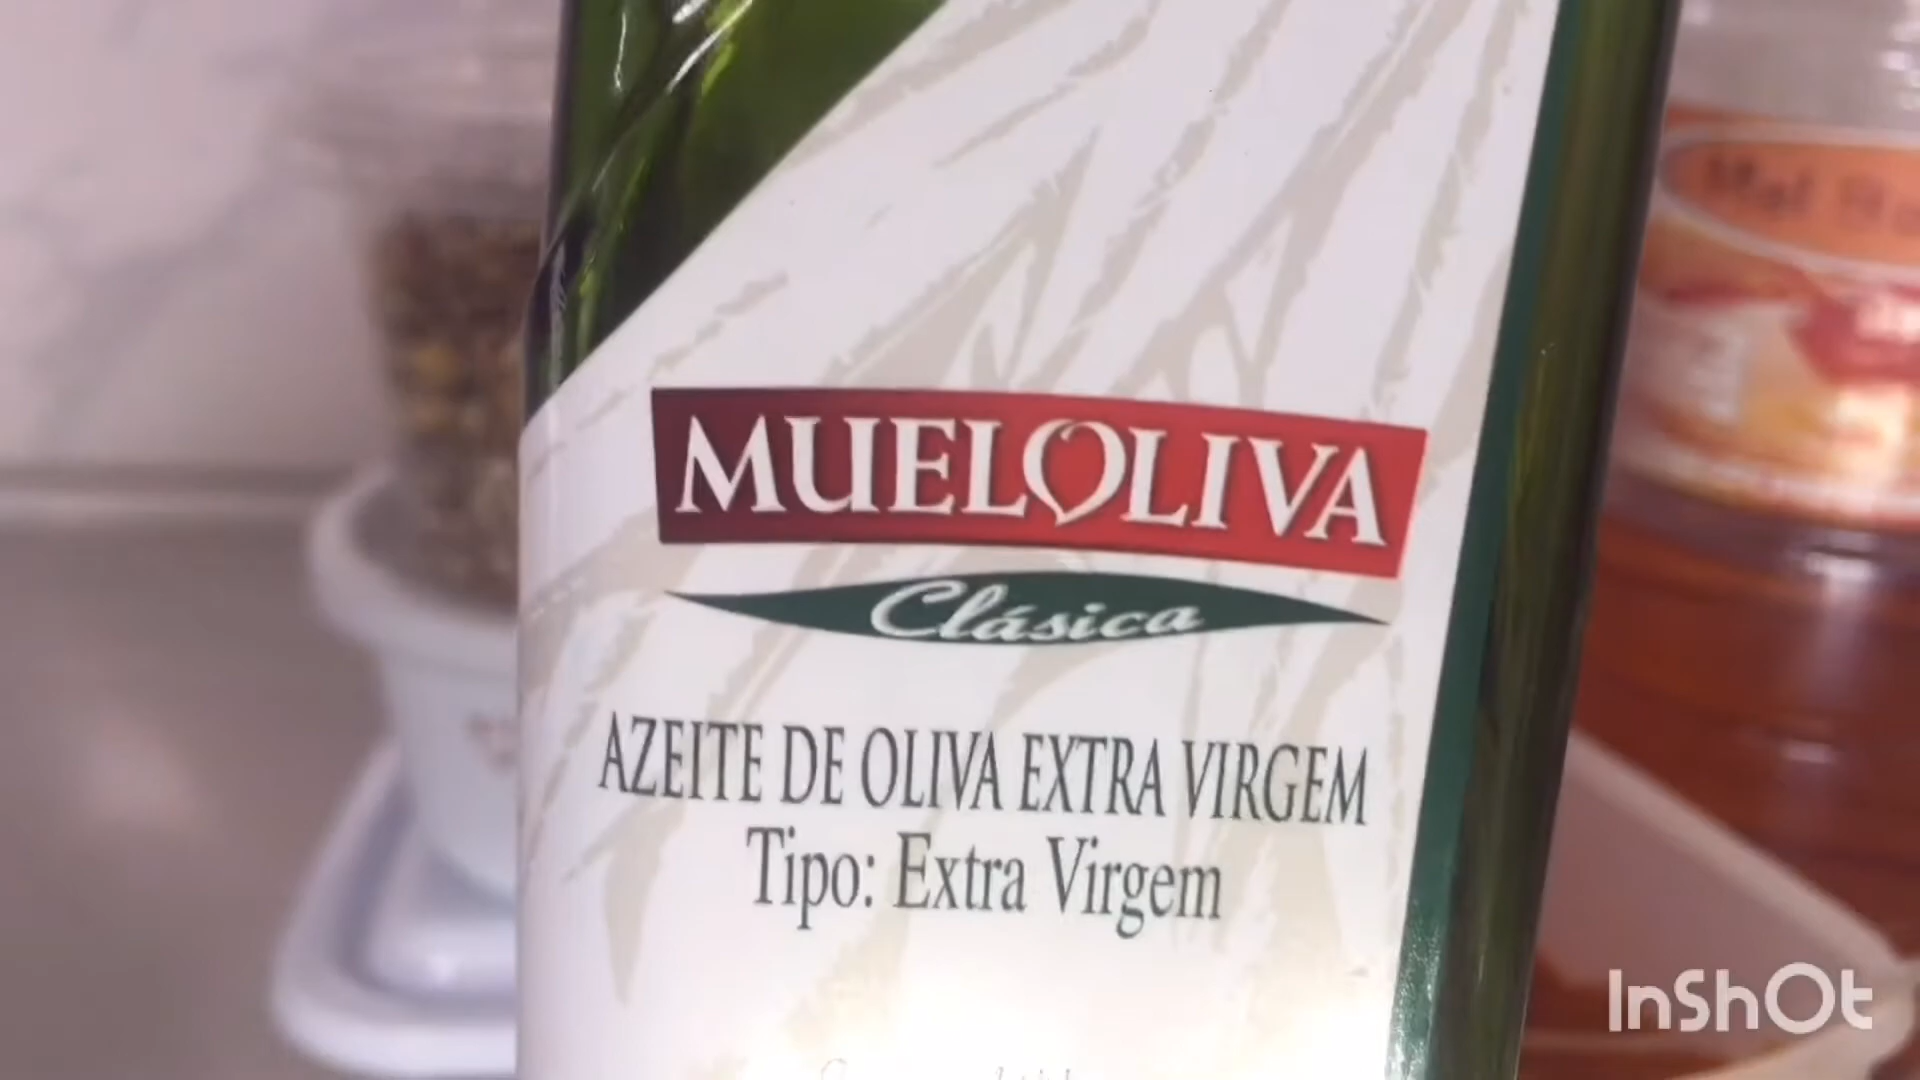 MUELOLIVA
Clásica
AZEITE DE OLIVA EXTRA VIRGEM
Tipo: Extra Virgem
InShOt